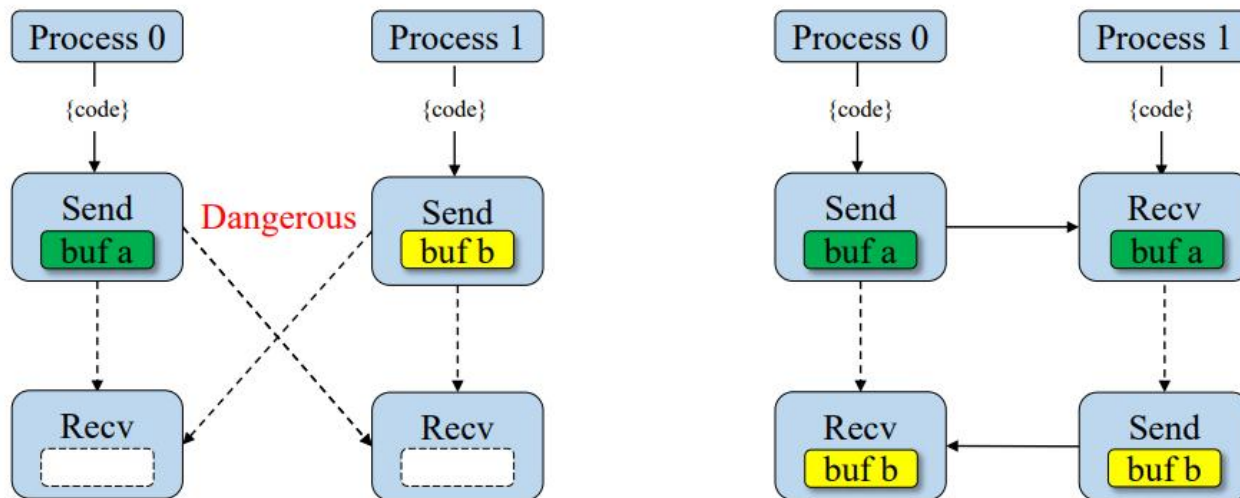 Process 0
Process 1
{code}
{code}
Send
buf a
Dangerous
Send
buf b
Recv
Recv
Process 0
Process 1
{code}
{code}
Send
buf a
Recv
buf a
Recv
buf b
Send
buf b